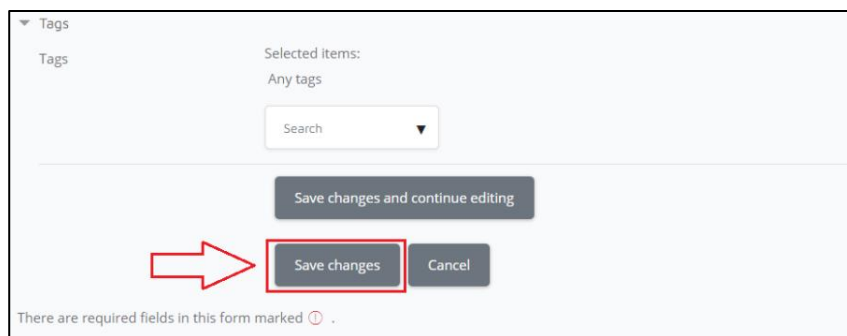 Tags
Tags
Selected items:
Any tags
Search
Save changes and continue editing
Save changes
Cancel
There are required fields in this form marked .